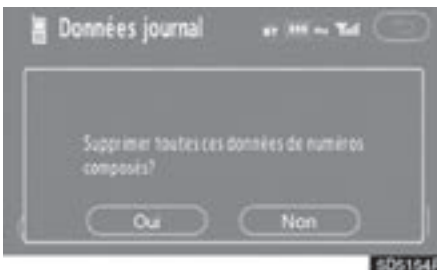 Données journal
Supprimer toutes ces données de numéros
composés?
Oui
Non